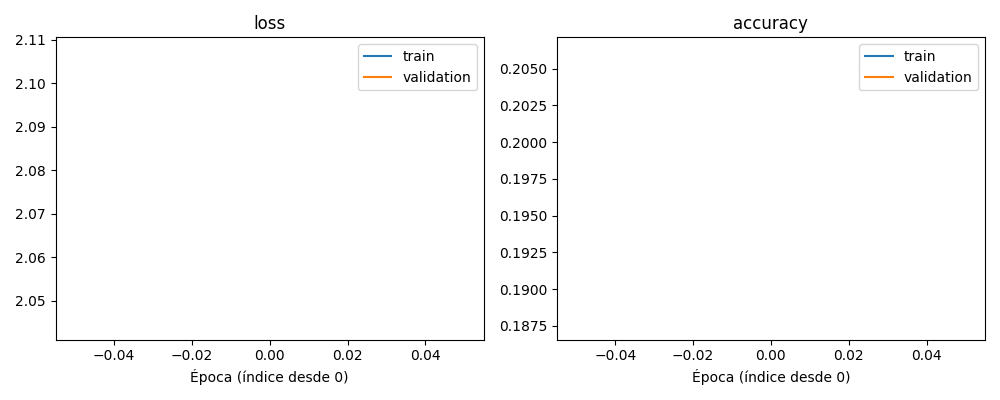 loss
2.11
2.10
2.09
2.08
2.07
2.06
2.05
−0.04 −0.02 0.00 0.02 0.04
Época (índice desde 0)
train
validation
accuracy
0.2050
0.2025
0.2000
0.1975
0.1950
0.1925
0.1900
0.1875
−0.04 −0.02 0.00 0.02 0.04
Época (índice desde 0)
train
validation